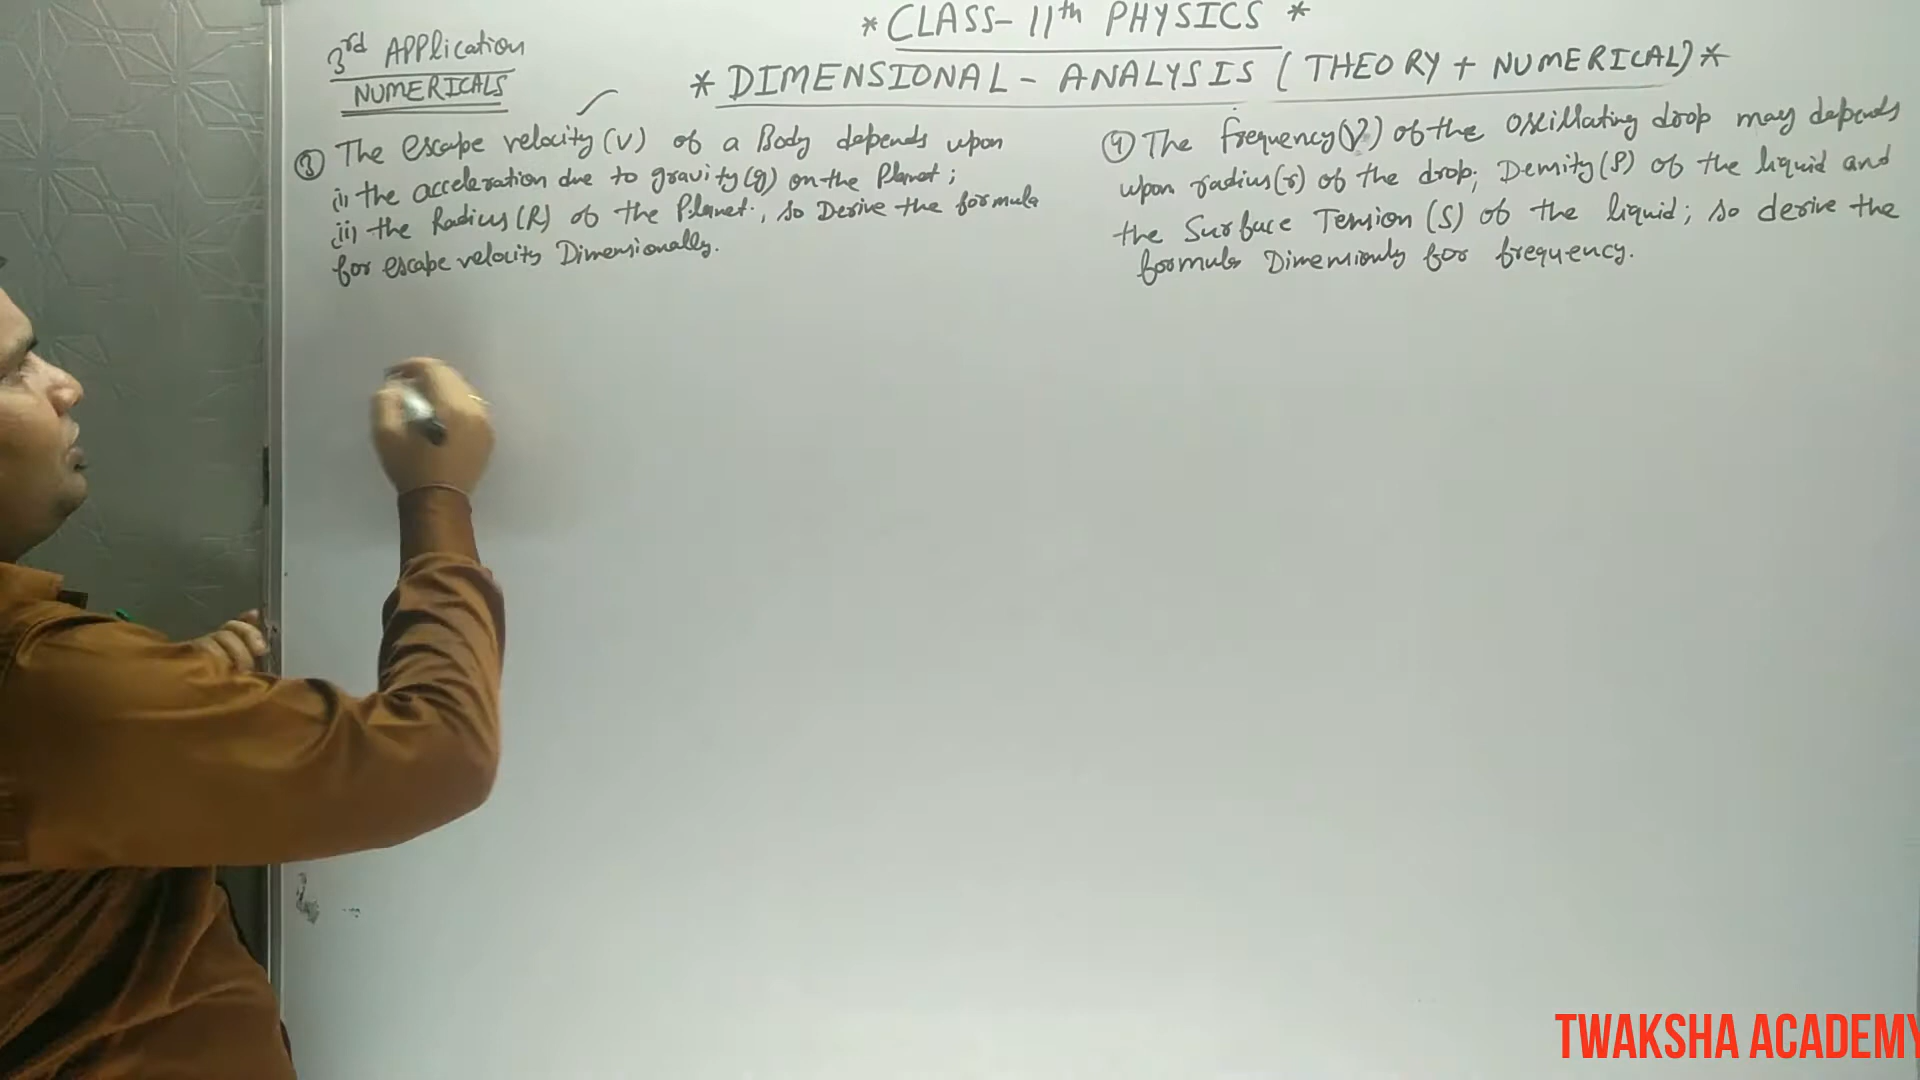 * CLASS- 11th PHYSICS *
* DIMENSIONAL - ANALYSIS ( THEORY + NUMERICAL) *
3rd APPlication
NUMERICALS
③ The escape velocity (v) of a Body depends upon
(i) the acceleration due to gravity(g) on the Planet;
(ii) the Radius(R) of the Planet., so Derive the formula
for escape velocity Dimensionally.
④ The frequency(ν) of the oscillating drop may depends
upon radius(r) of the drop; Density(ρ) of the liquid and
the Surface Tension (S) of the liquid; so derive the
formula Dimensionly for frequency.
TWAKSHA ACADEMY